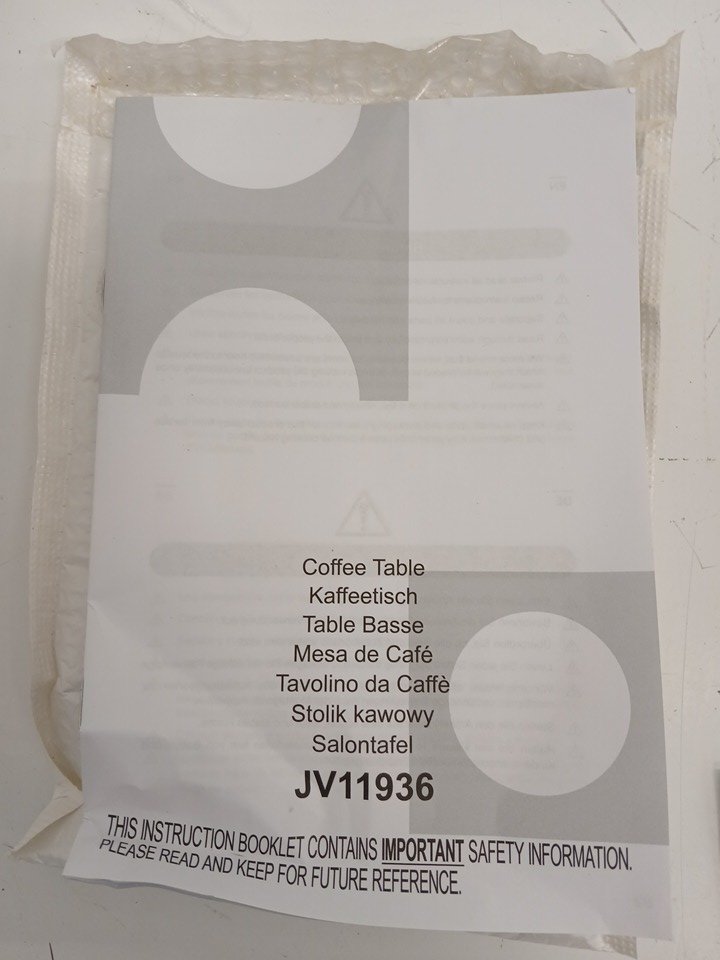 Coffee Table
Kaffeetisch
Table Basse
Mesa de Café
Tavolino da Caffè
Stolik kawowy
Salontafel
JV11936
THIS INSTRUCTION BOOKLET CONTAINS IMPORTANT SAFETY INFORMATION.
PLEASE READ AND KEEP FOR FUTURE REFERENCE.